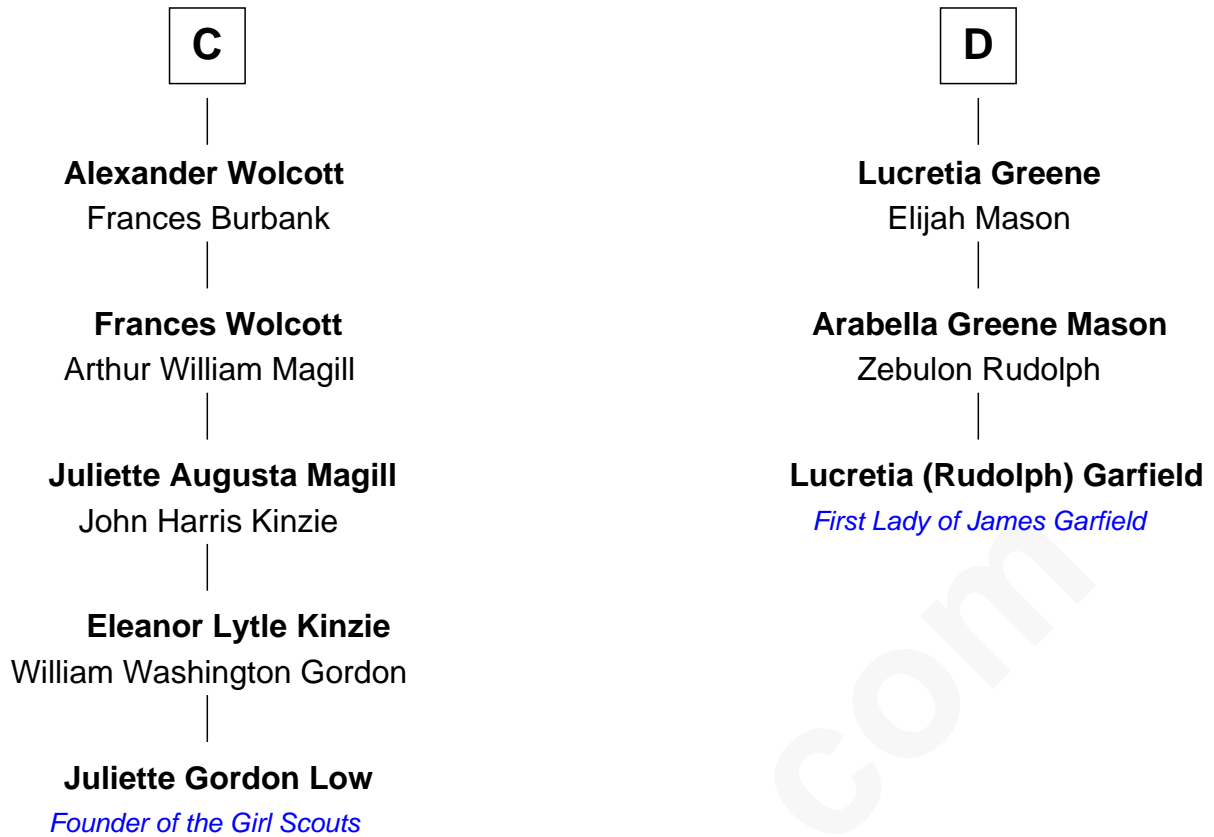 C
Alexander Wolcott
Frances Burbank
Frances Wolcott
Arthur William Magill
Juliette Augusta Magill
John Harris Kinzie
Eleanor Lytle Kinzie
William Washington Gordon
Juliette Gordon Low
Founder of the Girl Scouts
D
Lucretia Greene
Elijah Mason
Arabella Greene Mason
Zebulon Rudolph
Lucretia (Rudolph) Garfield
First Lady of James Garfield
com